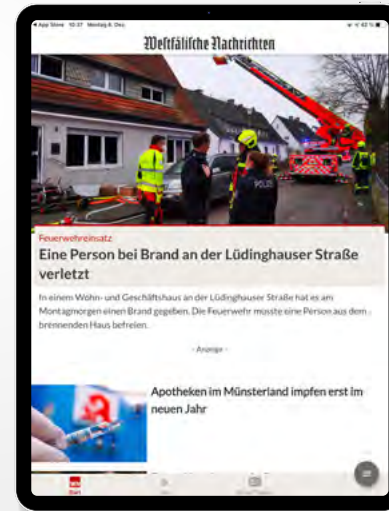 App Store 10:37 Montag 6. Dez.
42 %
Westfälische Nachrichten
POLIZEI
Feuerwehreinsatz
Eine Person bei Brand an der Lüdinghauser Straße
verletzt
In einem Wohn- und Geschäftshaus an der Lüdinghauser Straße hat es am
Montagmorgen einen Brand gegeben. Die Feuerwehr musste eine Person aus dem
brennenden Haus befreien.
- Anzeige -
Apotheken im Münsterland impfen erst im
neuen Jahr
Start